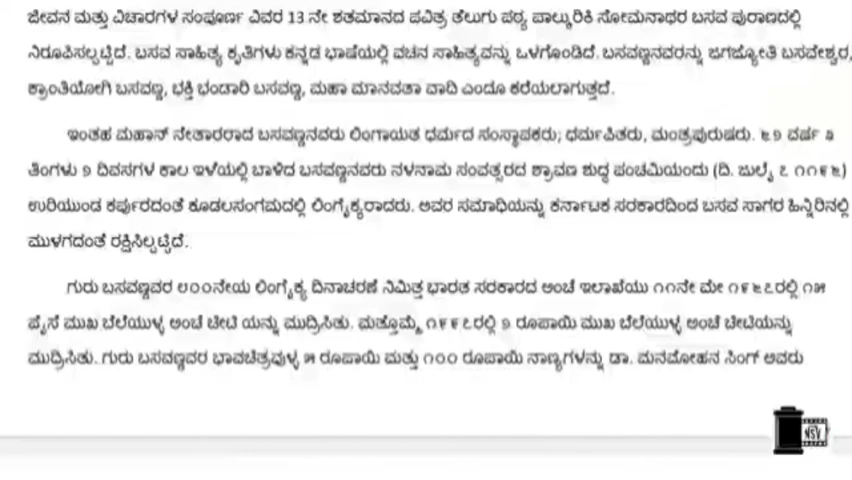 ಜೀವನ ಮತ್ತು ವಿಚಾರಗಳ ಸಂಪೂರ್ಣ ವಿವರ 13 ನೇ ಶತಮಾನದ ಪವಿತ್ರ ತೆಲುಗು ಪಠ್ಯ ಪಾಲ್ಕುರಿಕಿ ಸೋಮನಾಥರ ಬಸವ ಪುರಾಣದಲ್ಲಿ
ನಿರೂಪಿಸಲ್ಪಟ್ಟಿದೆ. ಬಸವ ಸಾಹಿತ್ಯ ಕೃತಿಗಳು ಕನ್ನಡ ಭಾಷೆಯಲ್ಲಿ ವಚನ ಸಾಹಿತ್ಯವನ್ನು ಒಳಗೊಂಡಿದೆ. ಬಸವಣ್ಣನವರನ್ನು ಜಗಜ್ಯೋತಿ ಬಸವೇಶ್ವರ,
ಕ್ರಾಂತಿಯೋಗಿ ಬಸವಣ್ಣ, ಭಕ್ತಿ ಭಂಡಾರಿ ಬಸವಣ್ಣ, ಮಹಾ ಮಾನವತಾ ವಾದಿ ಎಂದೂ ಕರೆಯಲಾಗುತ್ತದೆ.
ಇಂತಹ ಮಹಾನ್ ನೇತಾರರಾದ ಬಸವಣ್ಣನವರು ಲಿಂಗಾಯತ ಧರ್ಮದ ಸಂಸ್ಥಾಪಕರು; ಧರ್ಮಪಿತರು, ಮಂತ್ರಪುರುಷರು. ೬೨ ವರ್ಷ ೩
ತಿಂಗಳು ೨ ದಿವಸಗಳ ಕಾಲ ಇಳೆಯಲ್ಲಿ ಬಾಳಿದ ಬಸವಣ್ಣನವರು ನಳನಾಮ ಸಂವತ್ಸರದ ಶ್ರಾವಣ ಶುದ್ಧ ಪಂಚಮಿಯಂದು (ದಿ. ಜುಲೈ
ಉರಿಯುಂಡ ಕರ್ಪುರದಂತೆ ಕೂಡಲಸಂಗಮದಲ್ಲಿ ಲಿಂಗೈಕ್ಯರಾದರು. ಅವರ ಸಮಾಧಿಯನ್ನು ಕರ್ನಾಟಕ ಸರಕಾರದಿಂದ ಬಸವ ಸಾಗರ ಹಿನ್ನಿರಿನಲ್ಲಿ
ಮುಳಗದಂತೆ ರಕ್ಷಿಸಿಲ್ಪಟ್ಟಿದೆ.
ಗುರು ಬಸವಣ್ಣವರ ೮೦೦ನೇಯ ಲಿಂಗೈಕ್ಯ ದಿನಾಚರಣೆ ನಿಮಿತ್ತ ಭಾರತ ಸರಕಾರದ ಅಂಚೆ ಇಲಾಖೆಯು ೧೧ನೇ ಮೇ ೧೯೬೭ರಲ್ಲಿ ೧೫
ಪೈಸೆ ಮುಖ ಬೆಲೆಯುಳ್ಳ ಅಂಚೆ ಚೀಟಿ ಯನ್ನು ಮುದ್ರಿಸಿತು. ಮತ್ತೊಮ್ಮೆ ೧೯೯೭ರಲ್ಲಿ ೨ ರೂಪಾಯಿ ಮುಖ ಬೆಲೆಯುಳ್ಳ ಅಂಚೆ ಚೀಟಿಯನ್ನು
ಮುದ್ರಿಸಿತು. ಗುರು ಬಸವಣ್ಣವರ ಭಾವಚಿತ್ರವುಳ್ಳ ೫ ರೂಪಾಯಿ ಮತ್ತು ೧೦೦ ರೂಪಾಯಿ ನಾಣ್ಯಗಳನ್ನು ಡಾ. ಮನಮೋಹನ ಸಿಂಗ್ ಅವರು
NSV